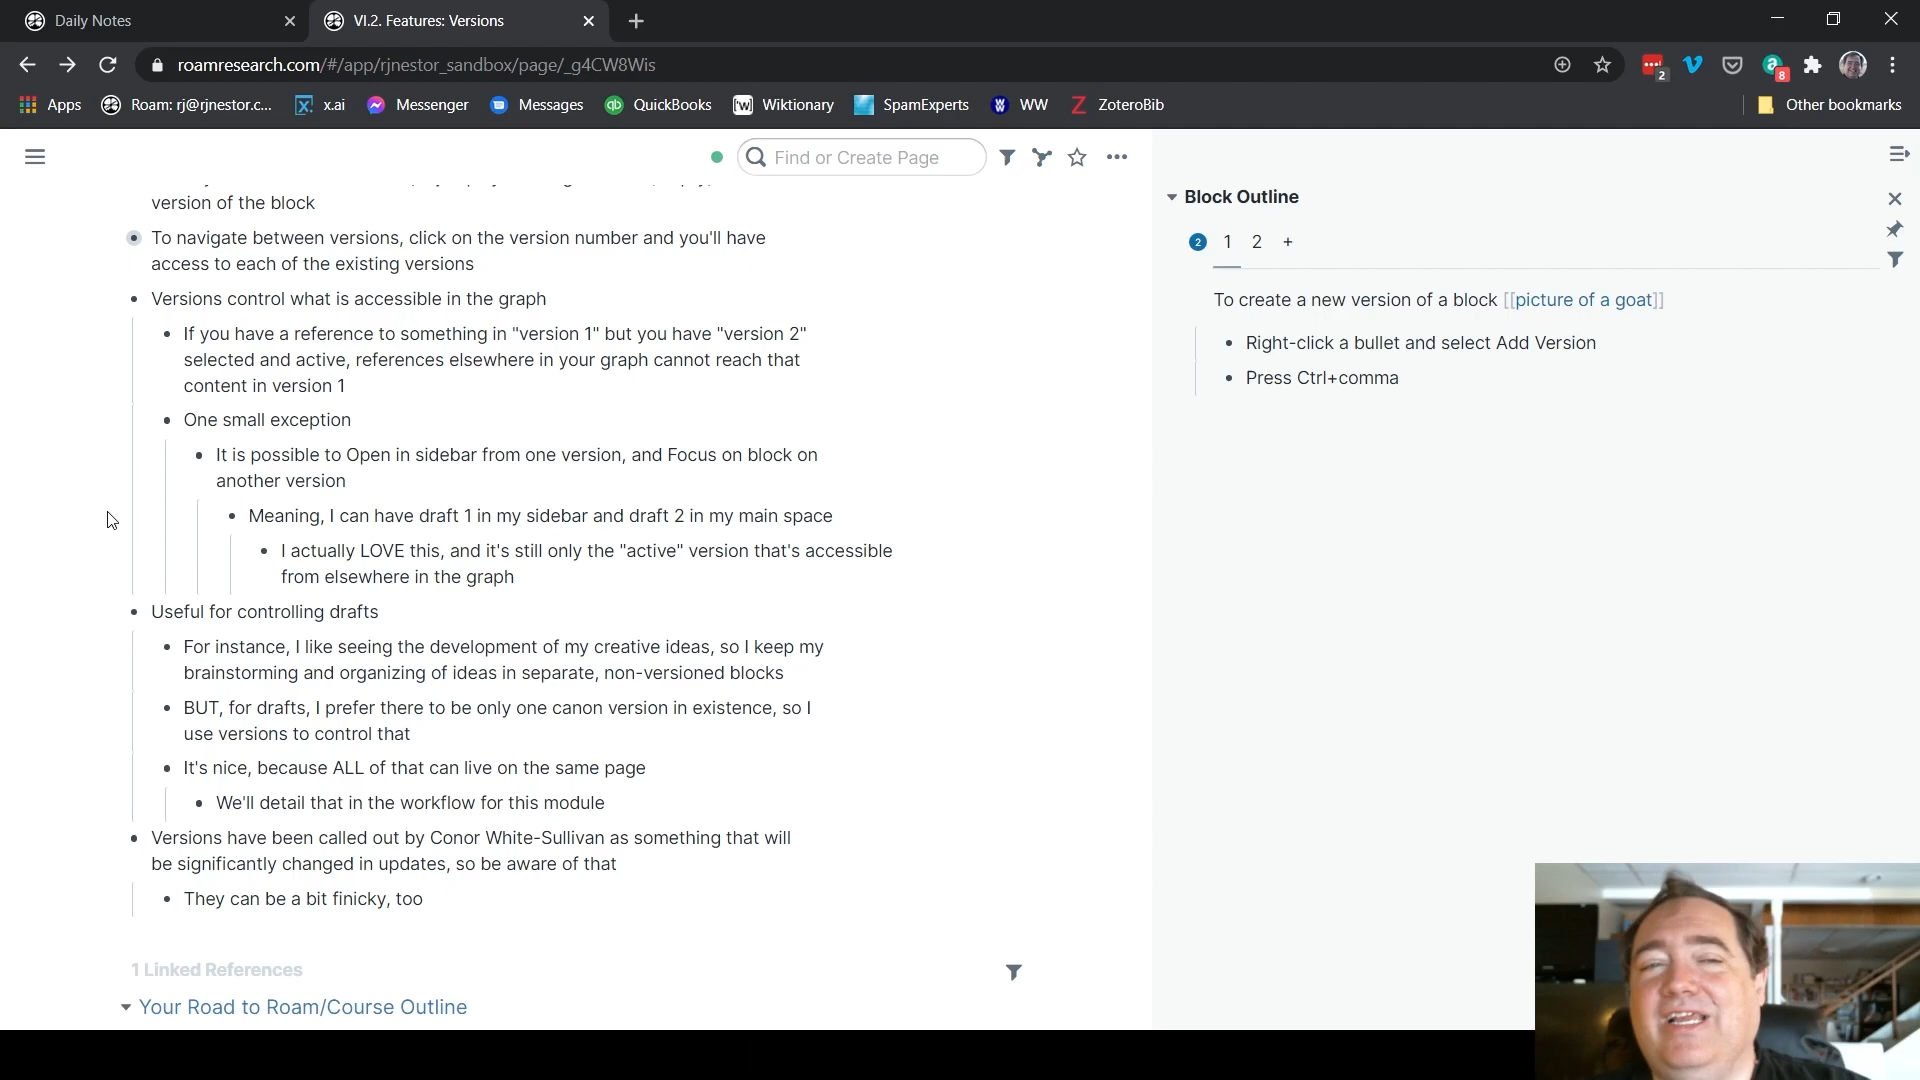 Daily Notes
VI.2. Features: Versions
roamresearch.com/#/app/rjnestor_sandbox/page/_g4CW8Wis
2
8
Apps
Roam: rj@rjnestor.c...
x.ai
Messenger
Messages
QuickBooks
Wiktionary
SpamExperts
WW
ZoteroBib
Other bookmarks
Find or Create Page
version of the block
To navigate between versions, click on the version number and you'll have
access to each of the existing versions
Versions control what is accessible in the graph
If you have a reference to something in "version 1" but you have "version 2"
selected and active, references elsewhere in your graph cannot reach that
content in version 1
One small exception
It is possible to Open in sidebar from one version, and Focus on block on
another version
Meaning, I can have draft 1 in my sidebar and draft 2 in my main space
I actually LOVE this, and it's still only the "active" version that's accessible
from elsewhere in the graph
Useful for controlling drafts
For instance, I like seeing the development of my creative ideas, so I keep my
brainstorming and organizing of ideas in separate, non-versioned blocks
BUT, for drafts, I prefer there to be only one canon version in existence, so I
use versions to control that
It's nice, because ALL of that can live on the same page
We'll detail that in the workflow for this module
Versions have been called out by Conor White-Sullivan as something that will
be significantly changed in updates, so be aware of that
They can be a bit finicky, too
1 Linked References
Your Road to Roam/Course Outline
Block Outline
2 1 2 +
To create a new version of a block [[picture of a goat]]
Right-click a bullet and select Add Version
Press Ctrl+comma